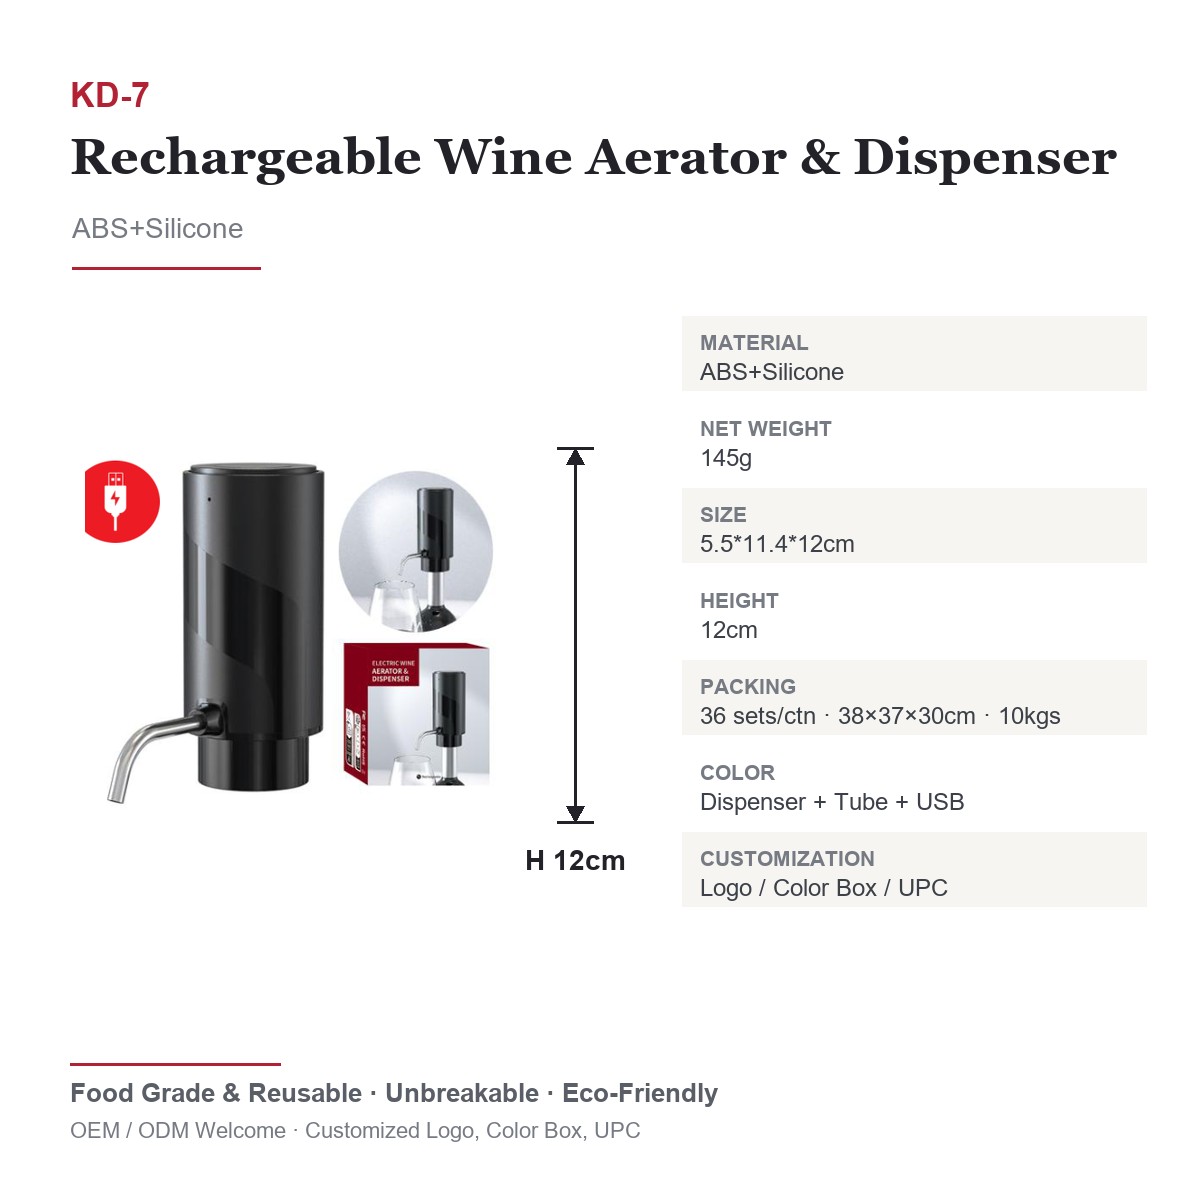 KD-7
Rechargeable Wine Aerator & Dispenser
ABS+Silicone
MATERIAL
ABS+Silicone
NET WEIGHT
145g
SIZE
5.5*11.4*12cm
HEIGHT
12cm
PACKING
36 sets/ctn · 38×37×30cm · 10kgs
COLOR
Dispenser + Tube + USB
CUSTOMIZATION
Logo / Color Box / UPC
ELECTRIC WINE
AERATOR &
DISPENSER
H 12cm
Food Grade & Reusable · Unbreakable · Eco-Friendly
OEM / ODM Welcome · Customized Logo, Color Box, UPC